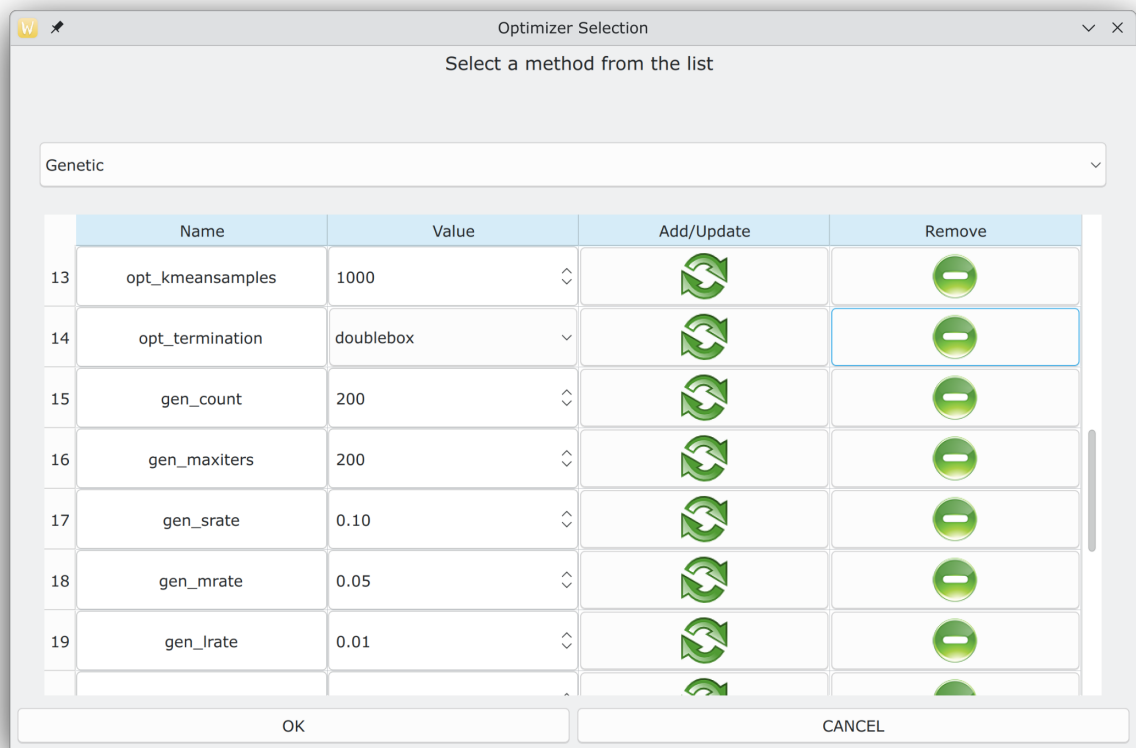 W
Optimizer Selection
Select a method from the list
Genetic
Name Value Add/Update Remove
13 opt_kmeansamples 1000
14 opt_termination doublebox
15 gen_count 200
16 gen_maxiters 200
17 gen_srate 0.10
18 gen_mrate 0.05
19 gen_lrate 0.01
OK CANCEL